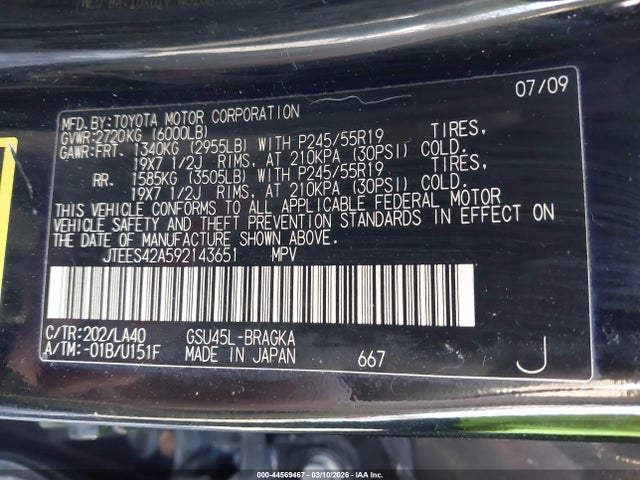 07/09
MFD.BY:TOYOTA MOTOR CORPORATION
GVWR:2720KG (6000LB)
GAWR:FRT. 1340KG (2955LB) WITH P245/55R19 TIRES,
19X7 1/2J RIMS, AT 210KPA (30PSI) COLD.
RR. 1585KG (3505LB) WITH P245/55R19 TIRES,
19X7 1/2J RIMS, AT 210KPA (30PSI) COLD.
THIS VEHICLE CONFORMS TO ALL APPLICABLE FEDERAL MOTOR
VEHICLE SAFETY AND THEFT PREVENTION STANDARDS IN EFFECT ON
THE DATE OF MANUFACTURE SHOWN ABOVE.
JTEES42A592143651 MPV
C/TR:202/LA40 GSU45L-BRAGKA
A/TM:-01B/U151F MADE IN JAPAN 667 J
000-44569467 - 03/10/2026 - IAA Inc.